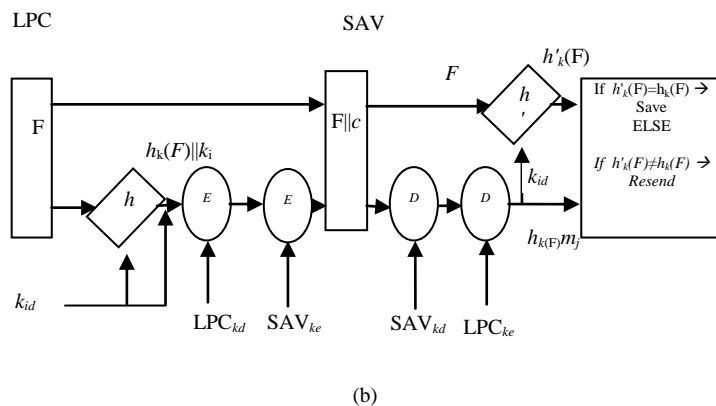 LPC
SAV
h'k(F)
F
h
'
If h'k(F)=hk(F) →
Save
ELSE
If h'k(F)≠hk(F) →
Resend
F
F||c
hk(F)||ki
h
E
E
D
D
kid
hk(F)mj
kid
LPCkd
SAVke
SAVkd
LPCke
(b)